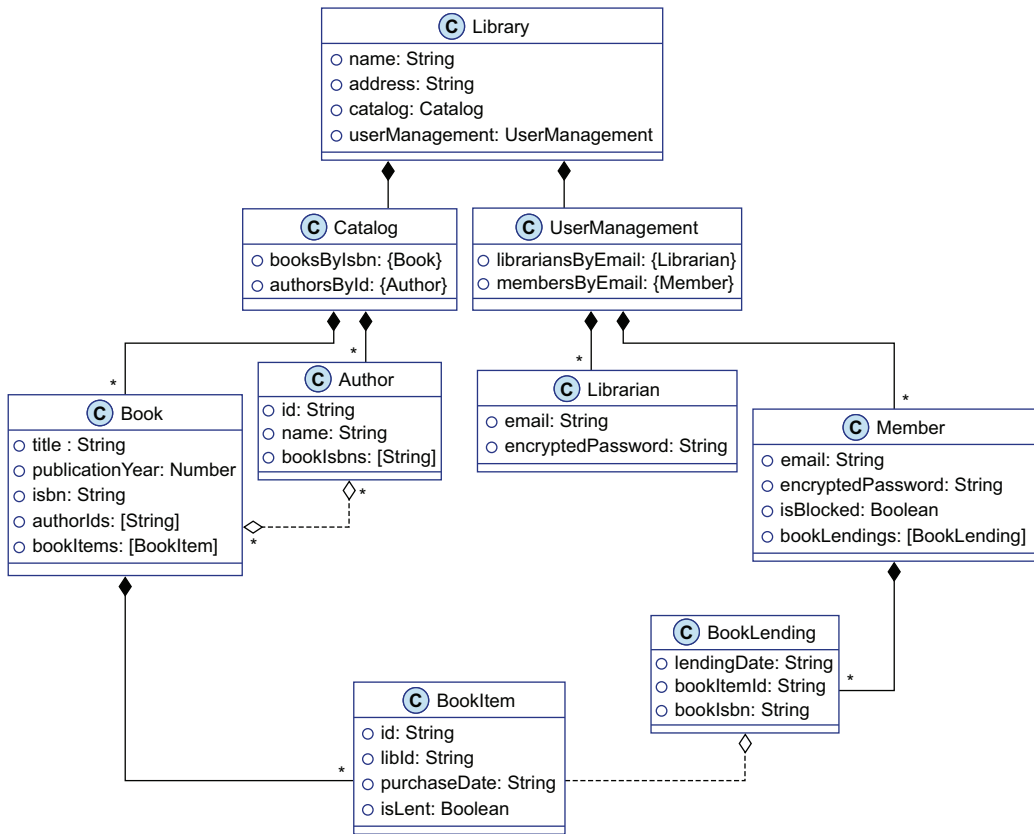 C Library
name: String
address: String
catalog: Catalog
userManagement: UserManagement
C Catalog
booksByIsbn: {Book}
authorsById: {Author}
C UserManagement
librariansByEmail: {Librarian}
membersByEmail: {Member}
*
*
*
*
C Book
title : String
publicationYear: Number
isbn: String
authorIds: [String]
bookItems: [BookItem]
C Author
id: String
name: String
bookIsbns: [String]
*
*
C Librarian
email: String
encryptedPassword: String
C Member
email: String
encryptedPassword: String
isBlocked: Boolean
bookLendings: [BookLending]
C BookLending
lendingDate: String
bookItemId: String
bookIsbn: String
*
C BookItem
id: String
libId: String
purchaseDate: String
isLent: Boolean
*